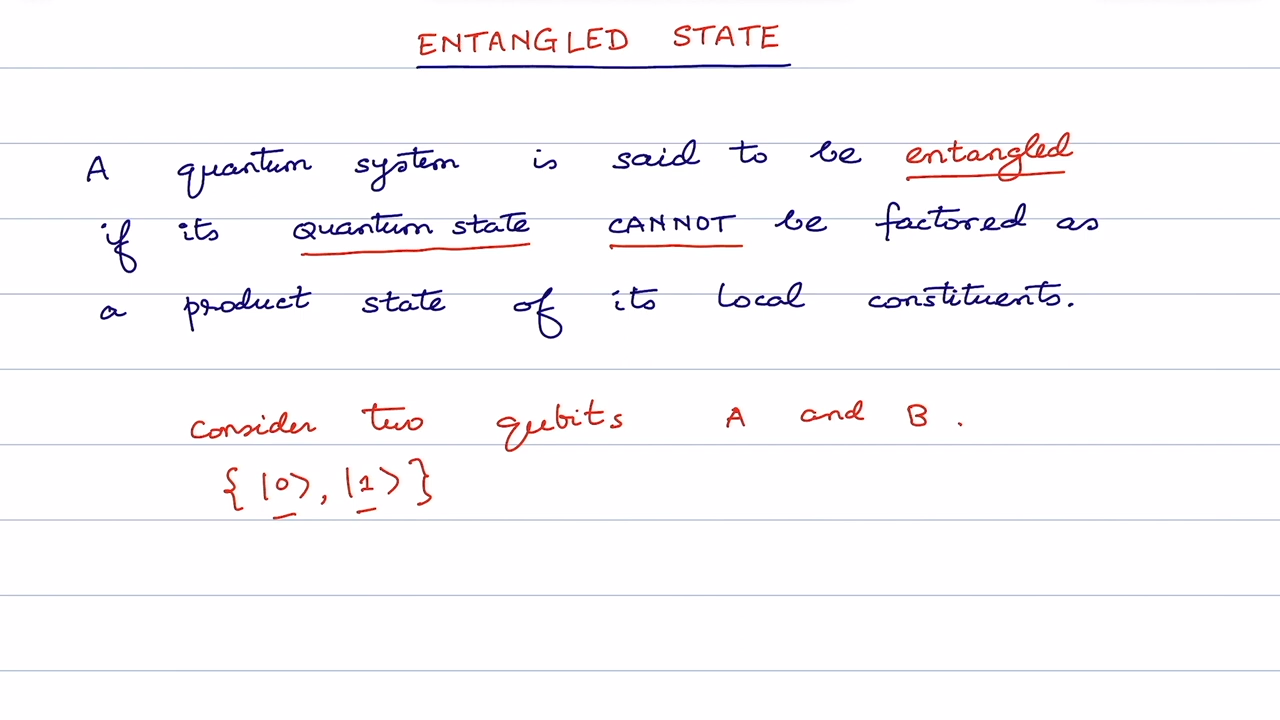 ENTANGLED STATE
A quantum system is said to be entangled
if its Quantum state CANNOT be factored as
a product state of its local constituents.
Consider two qubits A and B.
{ |0⟩, |1⟩ }